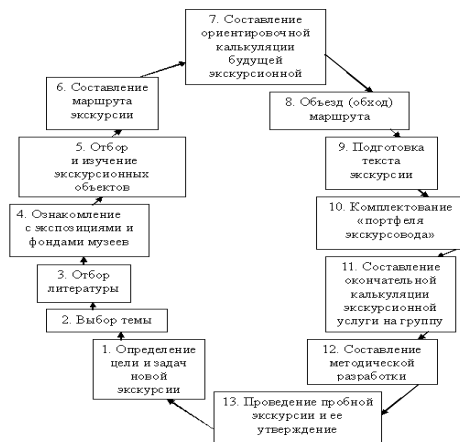 7. Составление
ориентировочной
калькуляции
будущей
экскурсионной
6. Составление
маршрута
экскурсии
8. Объезд (обход)
маршрута
5. Отбор
и изучение
экскурсионных
объектов
9. Подготовка
текста
экскурсии
4. Ознакомление
с экспозициями и
фондами музеев
10. Комплектование
«портфеля
экскурсовода»
3. Отбор
литературы
11. Составление
окончательной
калькуляции
экскурсионной
услуги на группу
2. Выбор темы
1. Определение
цели и задач
новой
экскурсии
12. Составление
методической
разработки
13. Проведение пробной
экскурсии и ее
утверждение